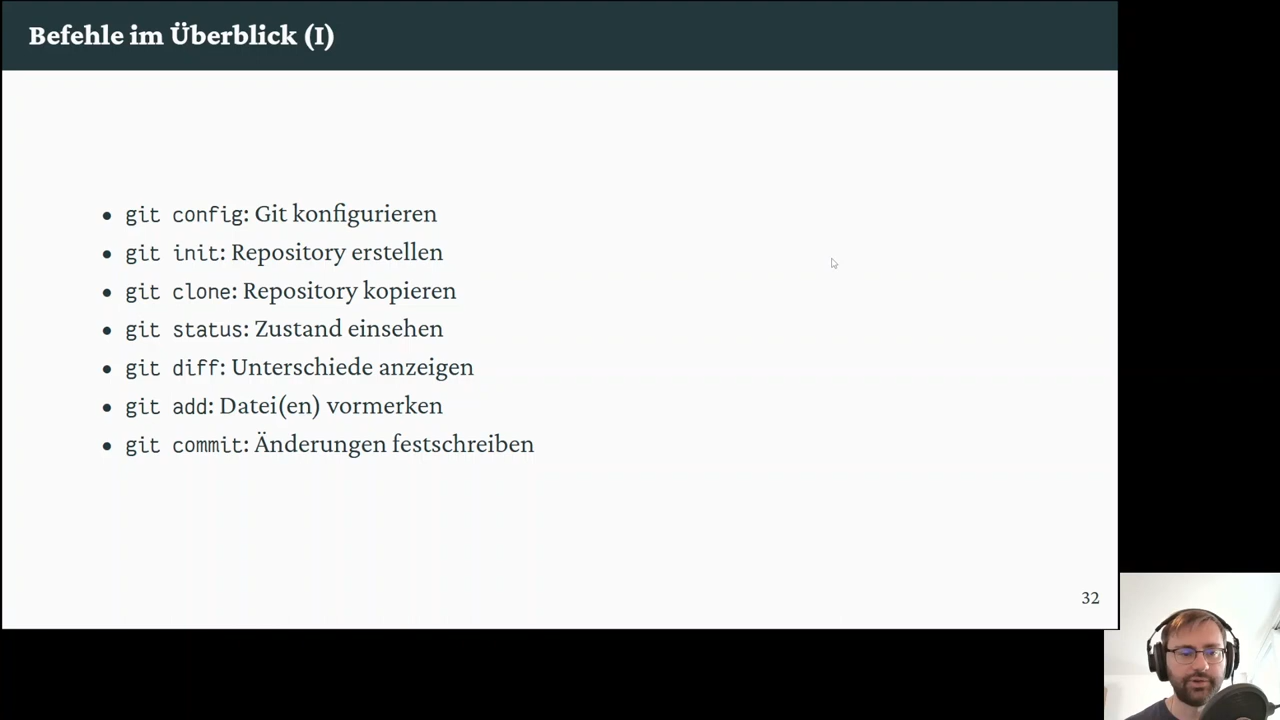 Befehle im Überblick (I)
• git config: Git konfigurieren
• git init: Repository erstellen
• git clone: Repository kopieren
• git status: Zustand einsehen
• git diff: Unterschiede anzeigen
• git add: Datei(en) vormerken
• git commit: Änderungen festschreiben
32